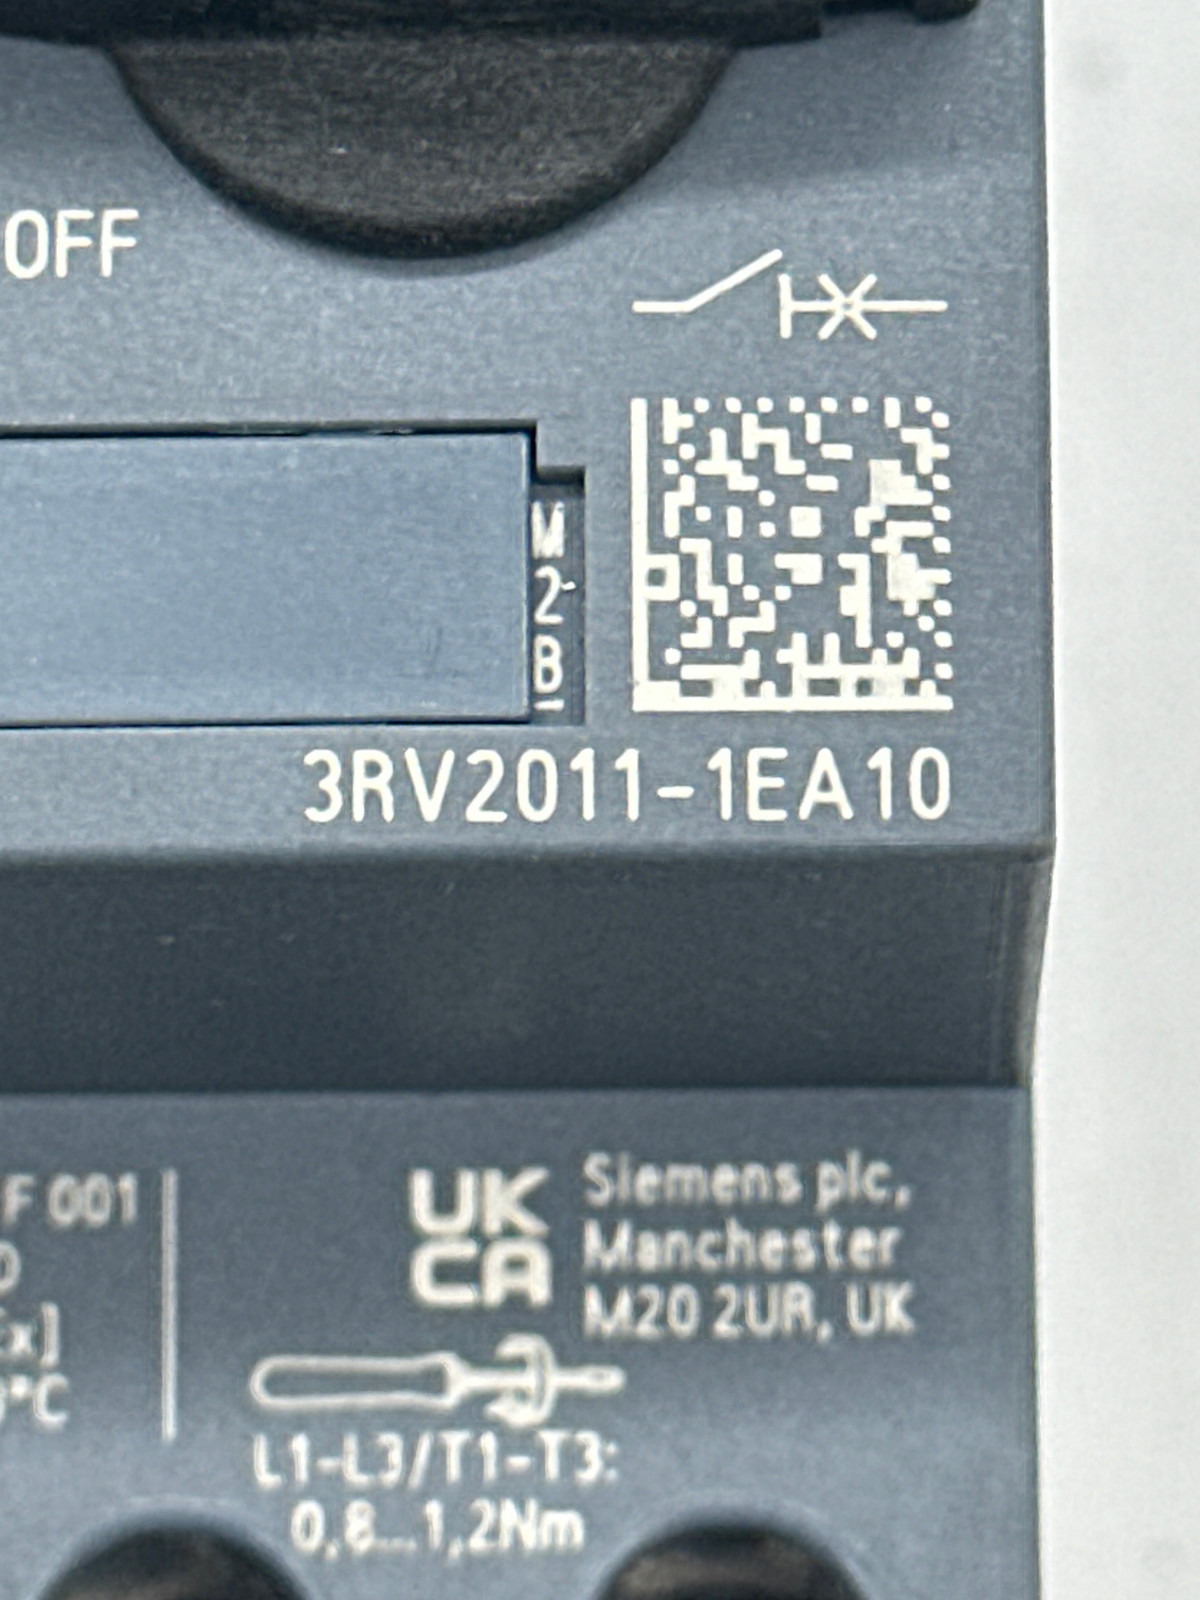 OFF
M
2
B
3RV2011-1EA10
F 001
UK
CA
Siemens plc,
Manchester
M20 2UR, UK
x]
°C
L1-L3/T1-T3:
0,8...1,2Nm